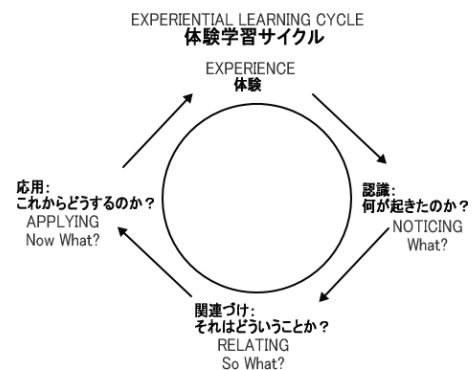 EXPERIENTIAL LEARNING CYCLE
体験学習サイクル
EXPERIENCE
体験
認識:
何が起きたのか?
NOTICING
What?
関連づけ:
それはどういうことか?
RELATING
So What?
応用:
これからどうするのか?
APPLYING
Now What?